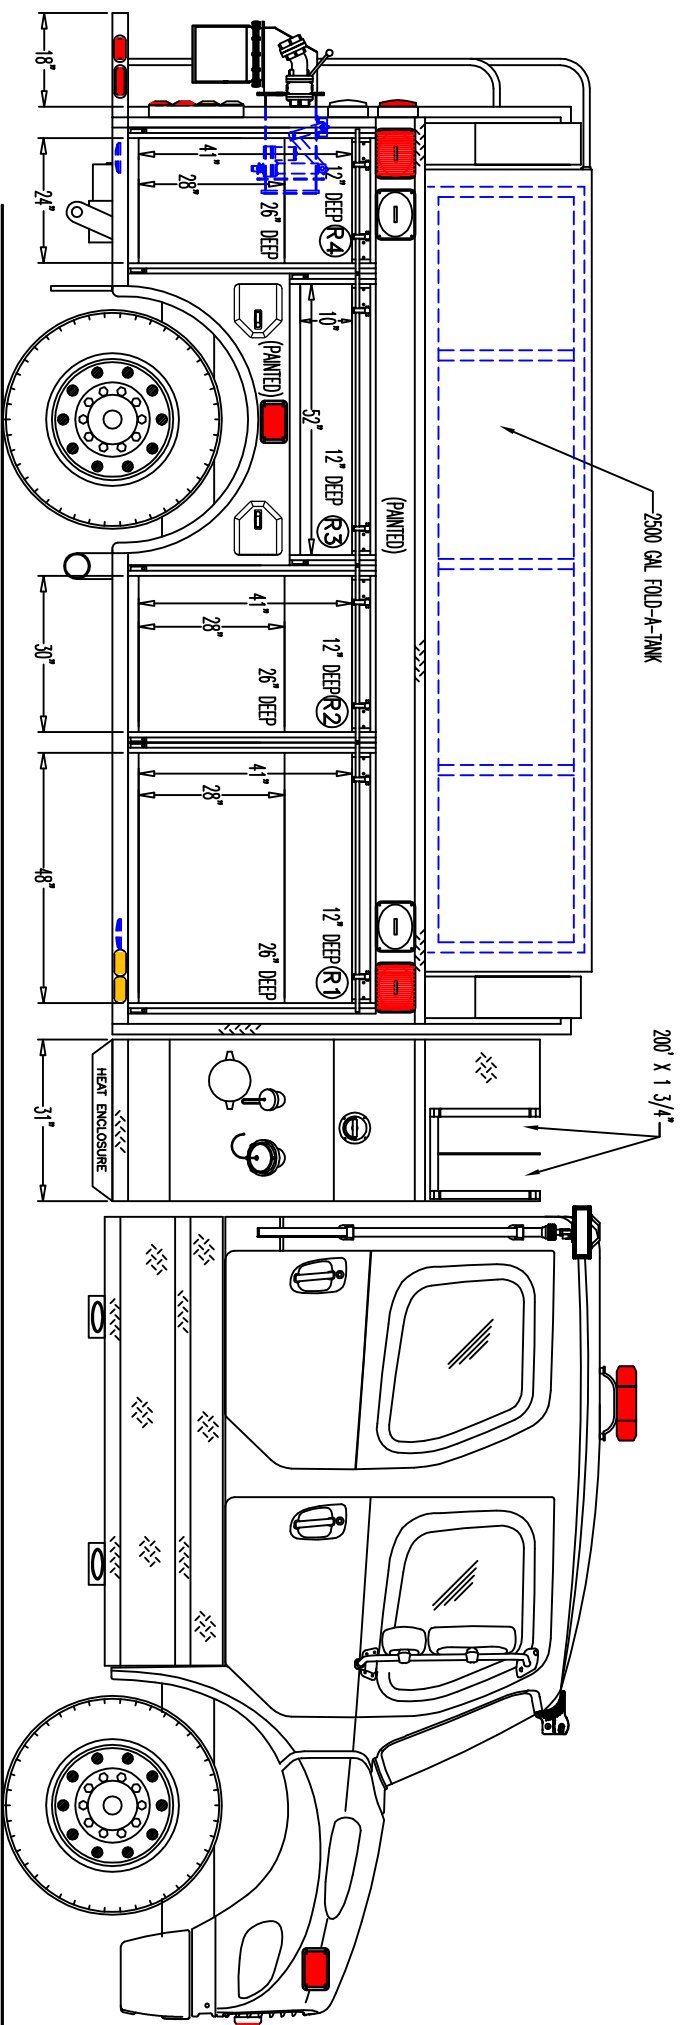 2500 GAL FOLD-A-TANK
200' X 1 3/4"
(PAINTED)
12" DEEP
R4
26" DEEP
41"
28"
10"
52"
12" DEEP
R3
(PAINTED)
12" DEEP
R2
26" DEEP
41"
28"
12" DEEP
R1
26" DEEP
41"
28"
HEAT ENCLOSURE
18"
24"
30"
48"
31"